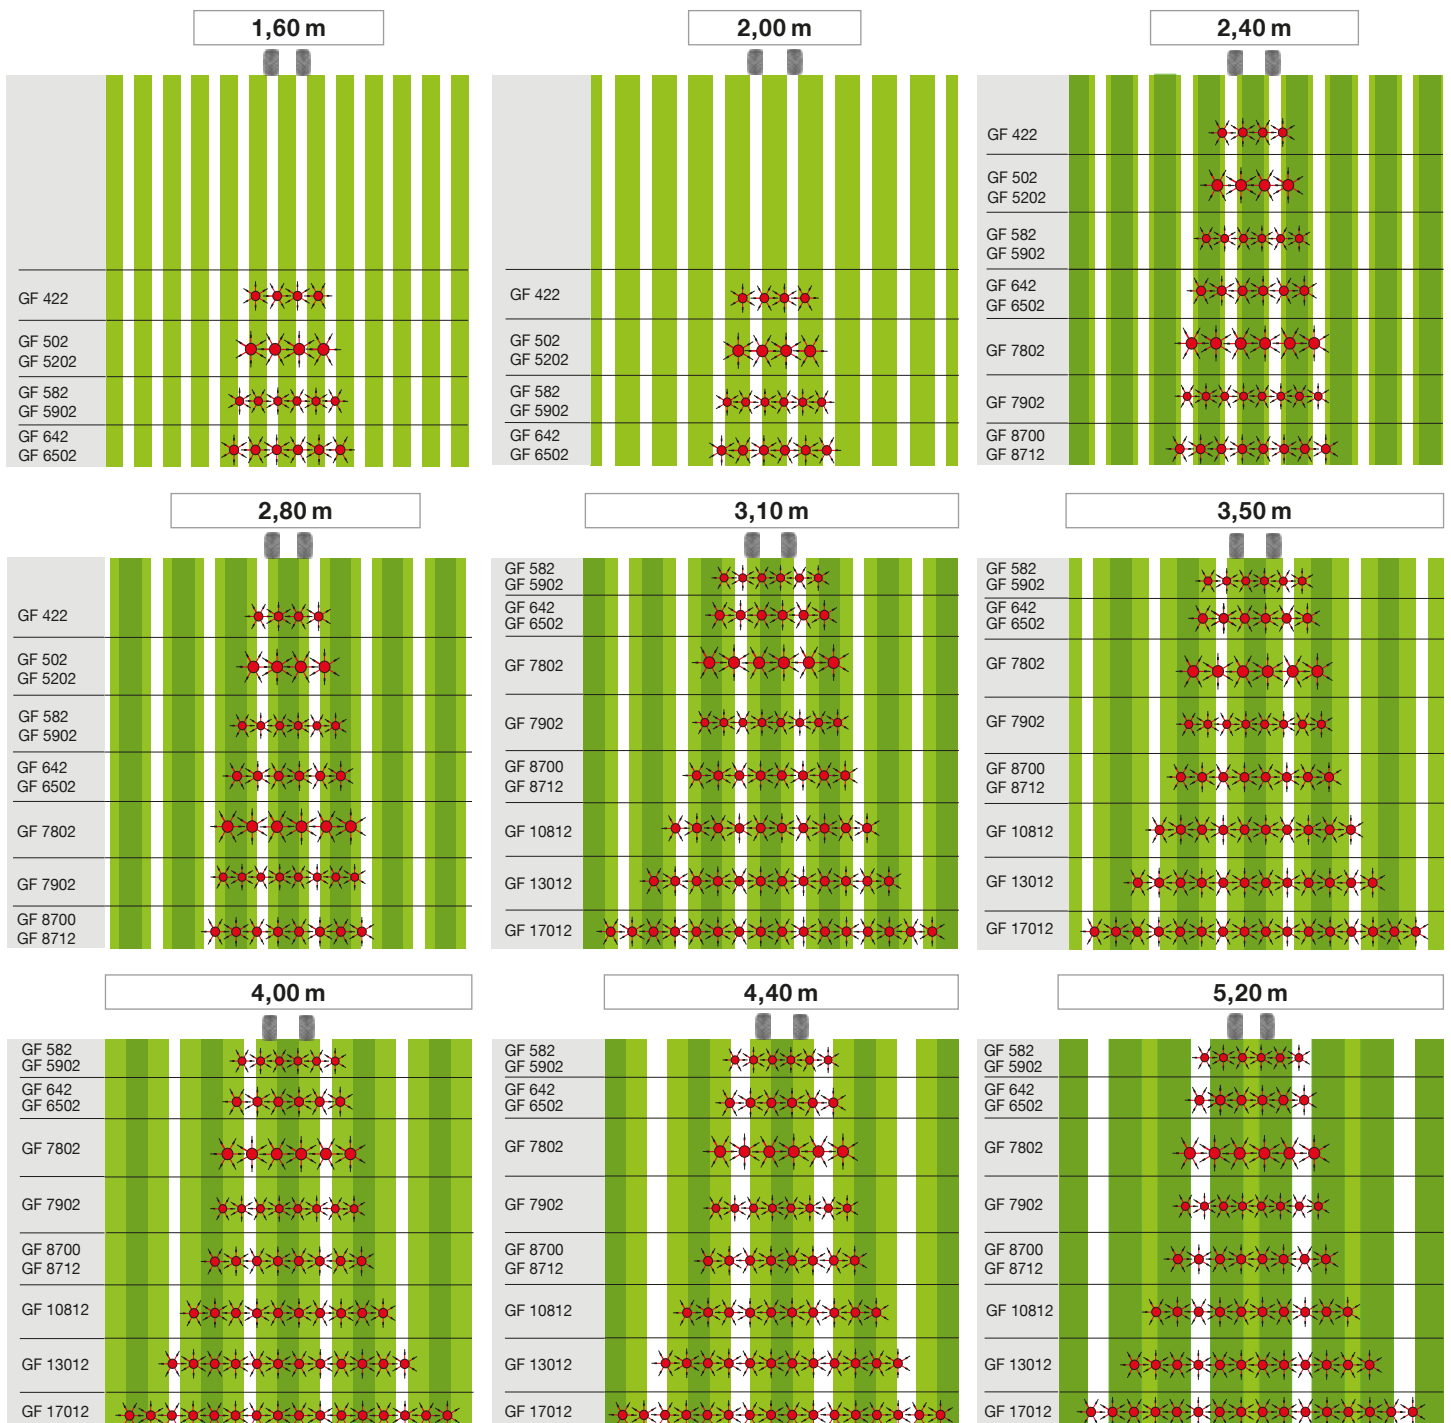 1,60 m
GF 422
GF 502
GF 5202
GF 582
GF 5902
GF 642
GF 6502
2,00 m
GF 422
GF 502
GF 5202
GF 582
GF 5902
GF 642
GF 6502
2,40 m
GF 422
GF 502
GF 5202
GF 582
GF 5902
GF 642
GF 6502
GF 7802
GF 7902
GF 8700
GF 8712
2,80 m
GF 422
GF 502
GF 5202
GF 582
GF 5902
GF 642
GF 6502
GF 7802
GF 7902
GF 8700
GF 8712
3,10 m
GF 582
GF 5902
GF 642
GF 6502
GF 7802
GF 7902
GF 8700
GF 8712
GF 10812
GF 13012
GF 17012
3,50 m
GF 582
GF 5902
GF 642
GF 6502
GF 7802
GF 7902
GF 8700
GF 8712
GF 10812
GF 13012
GF 17012
4,00 m
GF 582
GF 5902
GF 642
GF 6502
GF 7802
GF 7902
GF 8700
GF 8712
GF 10812
GF 13012
GF 17012
4,40 m
GF 582
GF 5902
GF 642
GF 6502
GF 7802
GF 7902
GF 8700
GF 8712
GF 10812
GF 13012
GF 17012
5,20 m
GF 582
GF 5902
GF 642
GF 6502
GF 7802
GF 7902
GF 8700
GF 8712
GF 10812
GF 13012
GF 17012